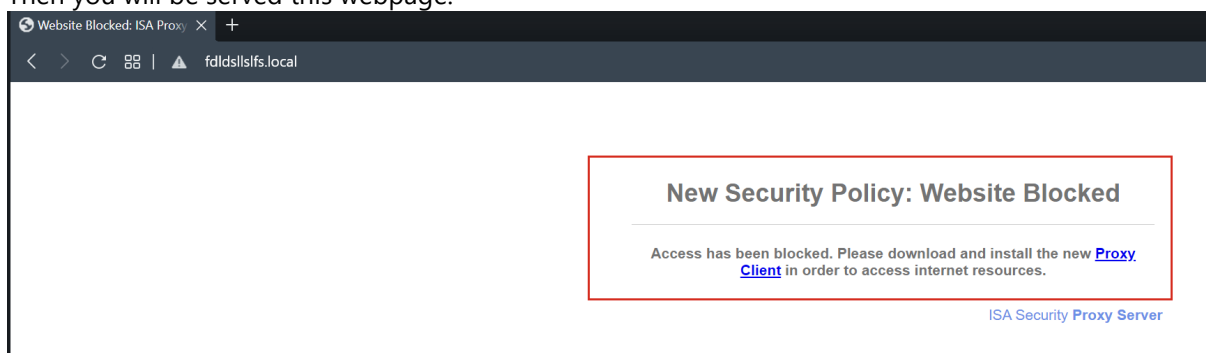 Then you will be served this webpage:
Website Blocked: ISA Proxy
fdldsllslfs.local
New Security Policy: Website Blocked
Access has been blocked. Please download and install the new Proxy
Client in order to access internet resources.
ISA Security Proxy Server